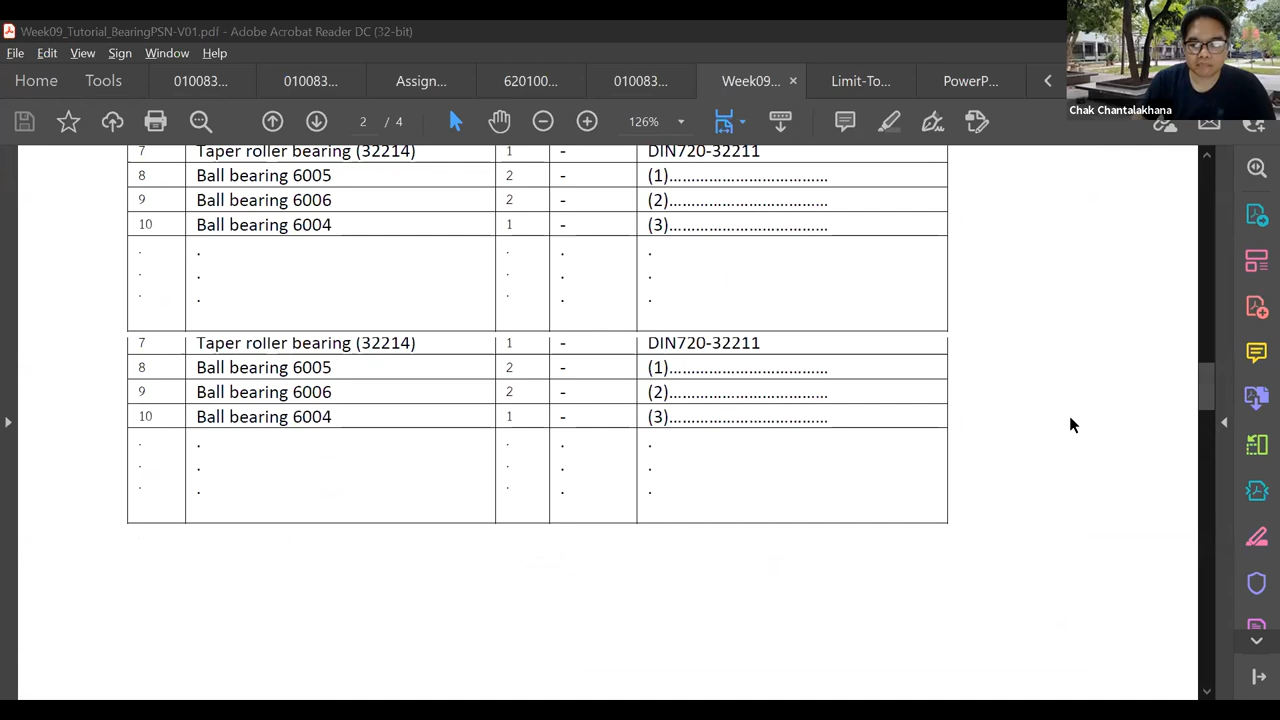 Week09_Tutorial_BearingPSN-V01.pdf - Adobe Acrobat Reader DC (32-bit)
File Edit View Sign Window Help
Home Tools 010083... 010083... Assignm... 620100... 010083... Week09... Limit-To... PowerP...
Chak Chantalakhana
2 / 4 126%
7 Taper roller bearing (32214) 1 - DIN720-32211
8 Ball bearing 6005 2 - (1)....................................
9 Ball bearing 6006 2 - (2)....................................
10 Ball bearing 6004 1 - (3)....................................
. . . . .
. . . . .
. . . . .
7 Taper roller bearing (32214) 1 - DIN720-32211
8 Ball bearing 6005 2 - (1)....................................
9 Ball bearing 6006 2 - (2)....................................
10 Ball bearing 6004 1 - (3)....................................
. . . . .
. . . . .
. . . . .